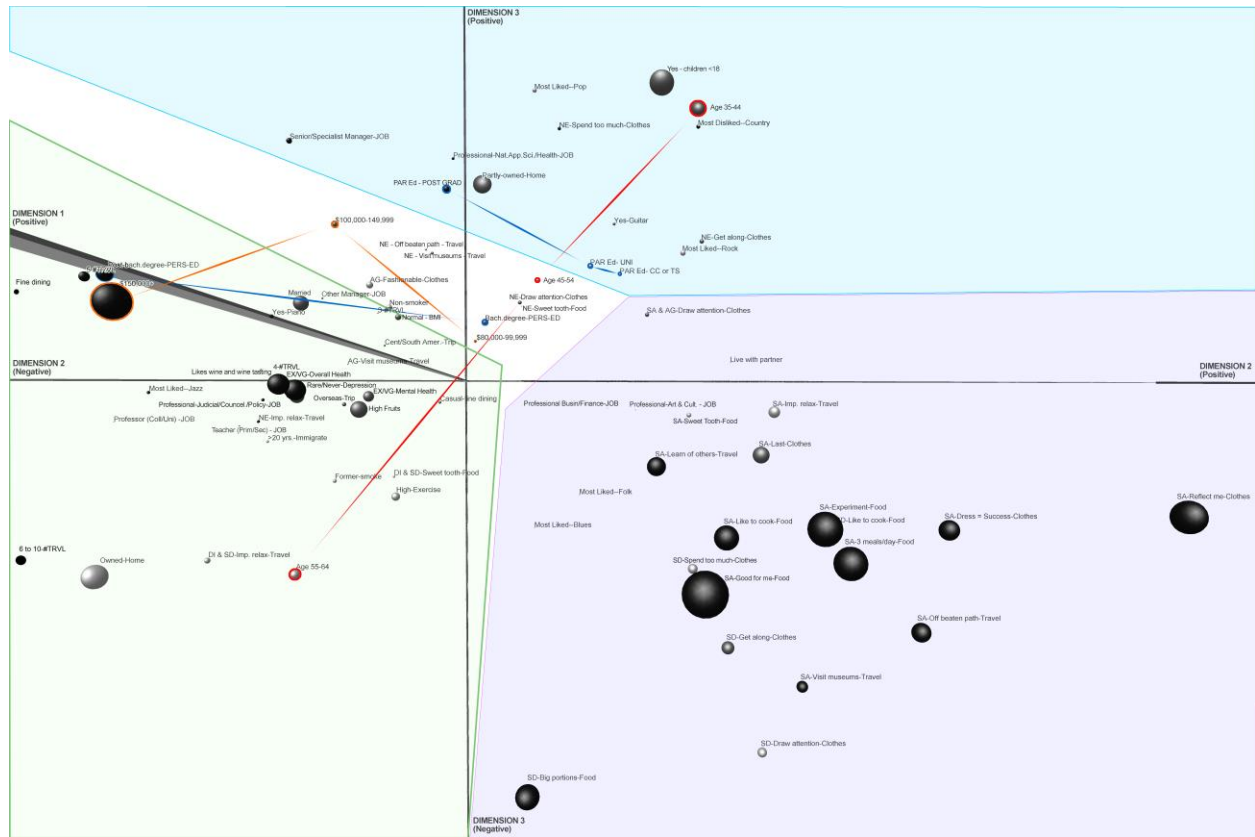 DIMENSION 3
(Positive)
Yes - children <16
Most Liked--Pop
Age 35-44
NE-Spend too much-Clothes
Most Disliked--Country
Senior/Specialist Manager-JOB
Professional-Nat.App.Sci./Health-JOB
Partly-owned-Home
PAR Ed - POST GRAD
DIMENSION 1
(Positive)
$100,000-149,999
Yes-Guitar
NE - Off beaten path - Travel
NE - Visit museums - Travel
NE-Get along-Clothes
Most Liked--Rock
PAR Ed- UNI
PAR Ed- CC or TS
Fine dining
AG-Fashionable-Clothes
Age 45-54
Married
Other Manager-JOB
Non-smoker
NE-Draw attention-Clothes
NE-Sweet tooth-Food
Yes-Piano
Normal - BMI
Bach.degree-PERS-ED
SA & AG-Draw attention-Clothes
$80,000-99,999
Cent/South Amer.-Trip
AG-Visit museums-Travel
Live with partner
DIMENSION 2
(Negative)
DIMENSION 2
(Positive)
4-#TRVL
Likes wine and wine tatling
EX/VG-Overall Health
Rare/Never-Depression
EX/VG-Mental Health
Most Liked--Jazz
Professional-Judicial/Councel./Policy-JOB
Overseas-Trip
High Fruits
Casual-fine dining
Professional Busin/Finance-JOB
Professional-Art & Cult. - JOB
SA-Imp. relax-Travel
SA-Sweet Tooth-Food
Professor (Coll/Uni) -JOB
NE-Imp. relax-Travel
Teacher (Prim/Sec) - JOB
>20 yrs.-Immigrate
SA-Last-Clothes
SA-Learn of others-Travel
Former-smoke
DI & SD-Sweet tooth-Food
High-Exercise
Most Liked--Folk
SA-Reflect me-Clothes
SA-Experiment-Food
SA-Like to cook-Food
SA-Dress = Success-Clothes
Most Liked--Blues
SA-3 meals/day-Food
6 to 10-#TRVL
Owned-Home
DI & SD-Imp. relax-Travel
Age 55-64
SD-Spend too much-Clothes
SA-Good for me-Food
SA-Off beaten path-Travel
SD-Get along-Clothes
SA-Visit museums-Travel
SD-Draw attention-Clothes
SD-Big portions-Food
DIMENSION 3
(Negative)